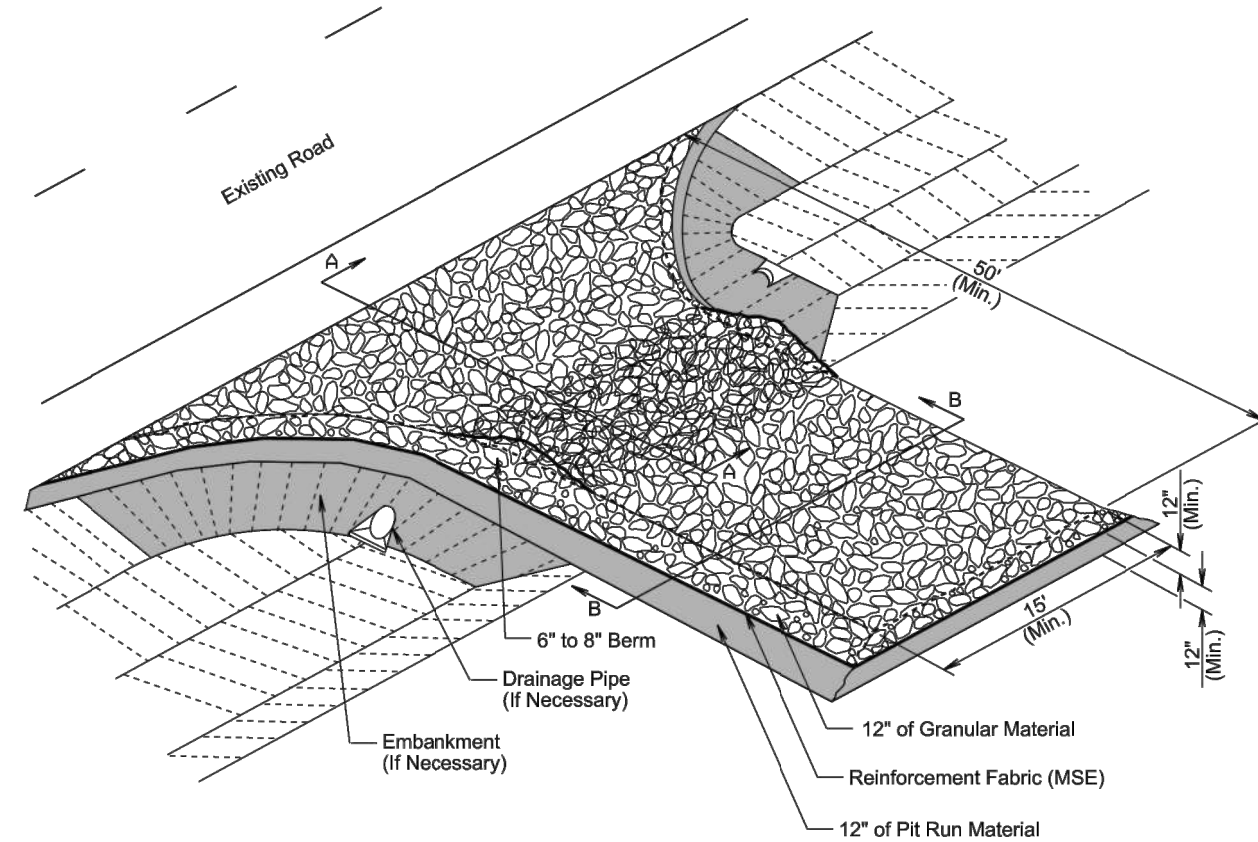 Existing Road
A
50'
(Min.)
B
A
12"
(Min.)
15'
(Min.)
12"
(Min.)
B
6" to 8" Berm
Drainage Pipe
(If Necessary)
12" of Granular Material
Embankment
(If Necessary)
Reinforcement Fabric (MSE)
12" of Pit Run Material